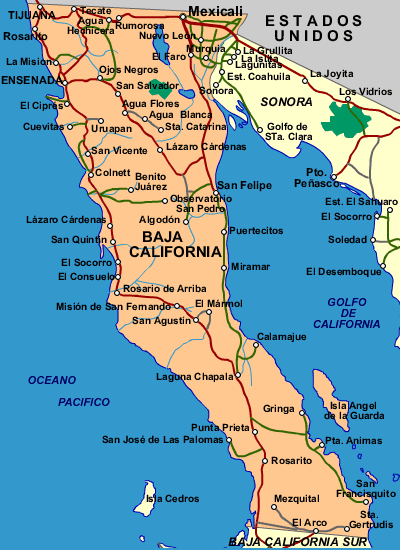 TIJUANA
Tecate
Mexicali
ESTADOS
UNIDOS
Rosarito
Agua
Hechicera
Rumorosa
Nuevo León
Murquia
La Grullita
La Islita
Lagunitas
La Misión
El Faro
Est. Coahuila
La Joyita
ENSENADA
Ojos Negros
San Salvador
Sonora
Los Vidrios
SONORA
El Ciprés
Agua Flores
Agua Blanca
Cuevitas
Uruapan
Sta. Catarina
Golfo de
STa. Clara
San Vicente
Lázaro Cárdenas
Colnett
Benito
Juárez
San Felipe
Pto.
Peñasco
Observatorio
San Pedro
Est. El Sahuaro
El Socorro
Lázaro Cárdenas
Algodón
Puertecitos
San Quintin
BAJA
CALIFORNIA
Soledad
El Socorro
Miramar
El Desemboque
El Consuelo
Rosario de Arriba
Misión de San Fernando
El Mármol
GOLFO
DE
CALIFORNIA
San Agustin
Calamajue
OCEANO
PACIFICO
Laguna Chapala
Gringa
Isla Angel
de la Guarda
Punta Prieta
San José de Las Palomas
Pta. Animas
Rosarito
San
Francisquito
Isla Cedros
Mezquital
Sta.
Gertrudis
El Arco
BAJA CALIFORNIA SUR